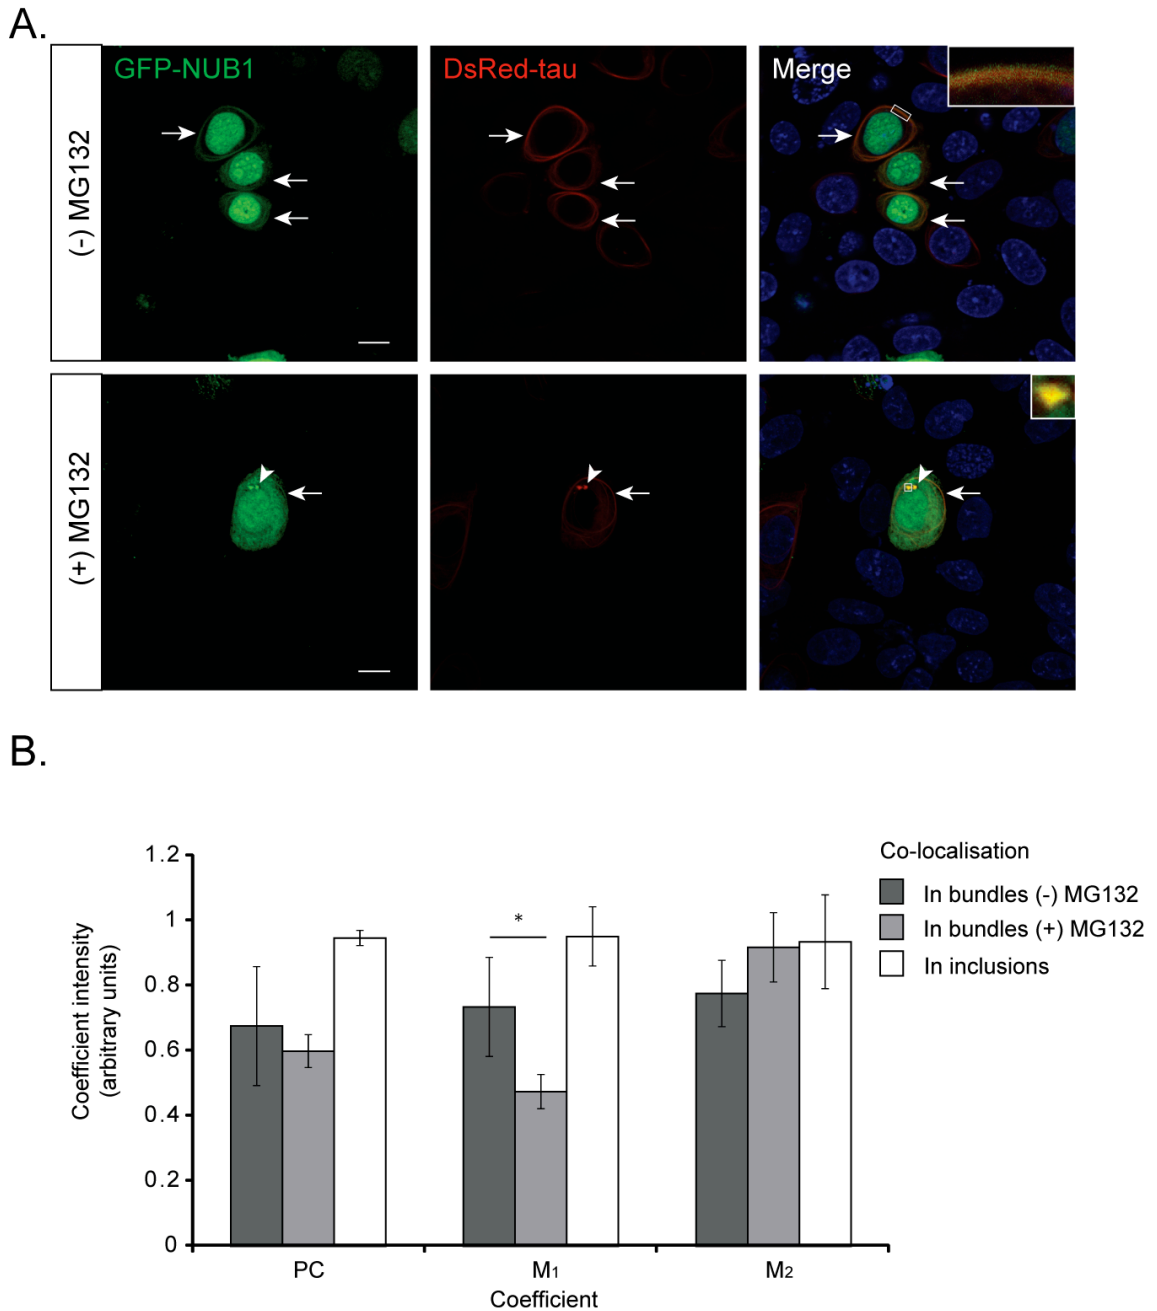 A.
GFP-NUB1
DsRed-tau
Merge
(-) MG132
(+) MG132
B.
Coefficient intensity
(arbitrary units)
1.2
1
0.8
0.6
0.4
0.2
0
*
PC
M1
M2
Coefficient
Co-localisation
In bundles (-) MG132
In bundles (+) MG132
In inclusions